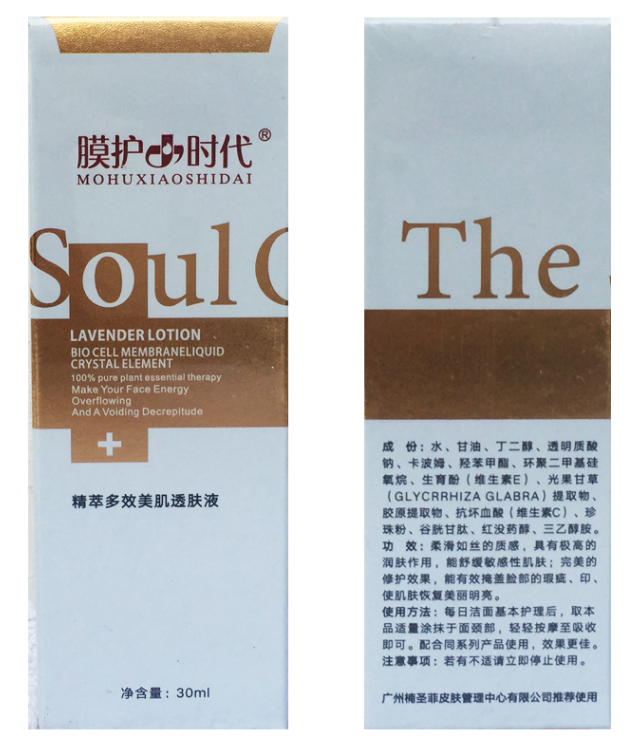 膜护小时代®
MOHUXIAOSHIDAI
Soul
LAVENDER LOTION
BIO CELL MEMBRANELIQUID
CRYSTAL ELEMENT
100% pure plant essential therapy
Make Your Face Energy
Overflowing
And A Voiding Decrepitude
精萃多效美肌透肤液
净含量：30ml
The
成　份：水、甘油、丁二醇、透明质酸
钠、卡波姆、羟苯甲酯、环聚二甲基硅
氧烷、生育酚（维生素E）、光果甘草
（GLYCRRHIZA GLABRA）提取物、
胶原提取物、抗坏血酸（维生素C）、珍
珠粉、谷胱甘肽、红没药醇、三乙醇胺。
功　效：柔滑如丝的质感，具有极高的
润肤作用，能舒缓敏感性肌肤；完美的
修护效果，能有效掩盖脸部的瑕疵、印、
使肌肤恢复美丽明亮。
使用方法：每日洁面基本护理后，取本
品适量涂抹于面颈部，轻轻按摩至吸收
即可。配合同系列产品使用，效果更佳。
注意事项：若有不适请立即停止使用。
广州楠圣菲皮肤管理中心有限公司推荐使用